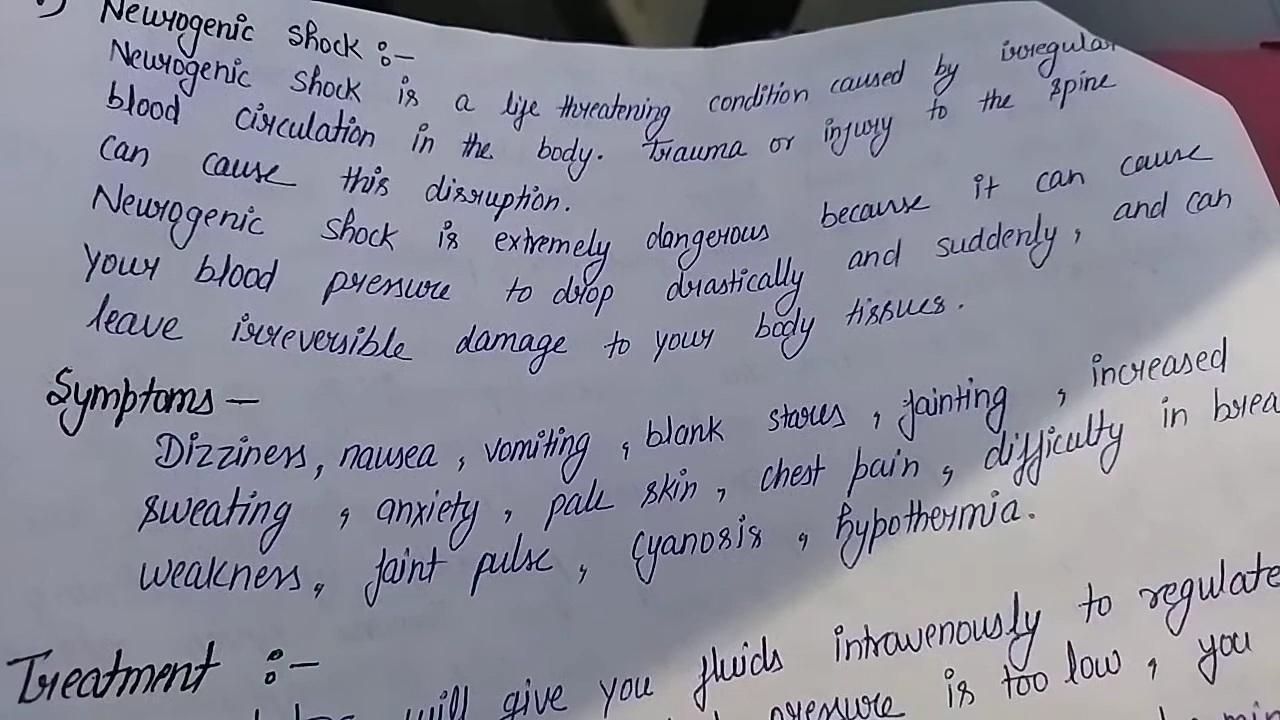 Neurogenic shock :-
Neurogenic shock is a life threatening condition caused by irregular
blood circulation in the body. Trauma or injury to the spine
can cause this disruption.
Neurogenic shock is extremely dangerous because it can cause
your blood pressure to drop drastically and suddenly, and can
leave irreversible damage to your body tissues.
Symptoms —
Dizziness, nausea, vomiting, blank stares, fainting, increased
sweating, anxiety, pale skin, chest pain, difficulty in brea
weakness, faint pulse, cyanosis, hypothermia.
Treatment :-
will give you fluids intravenously to regulate
pressure is too low, you